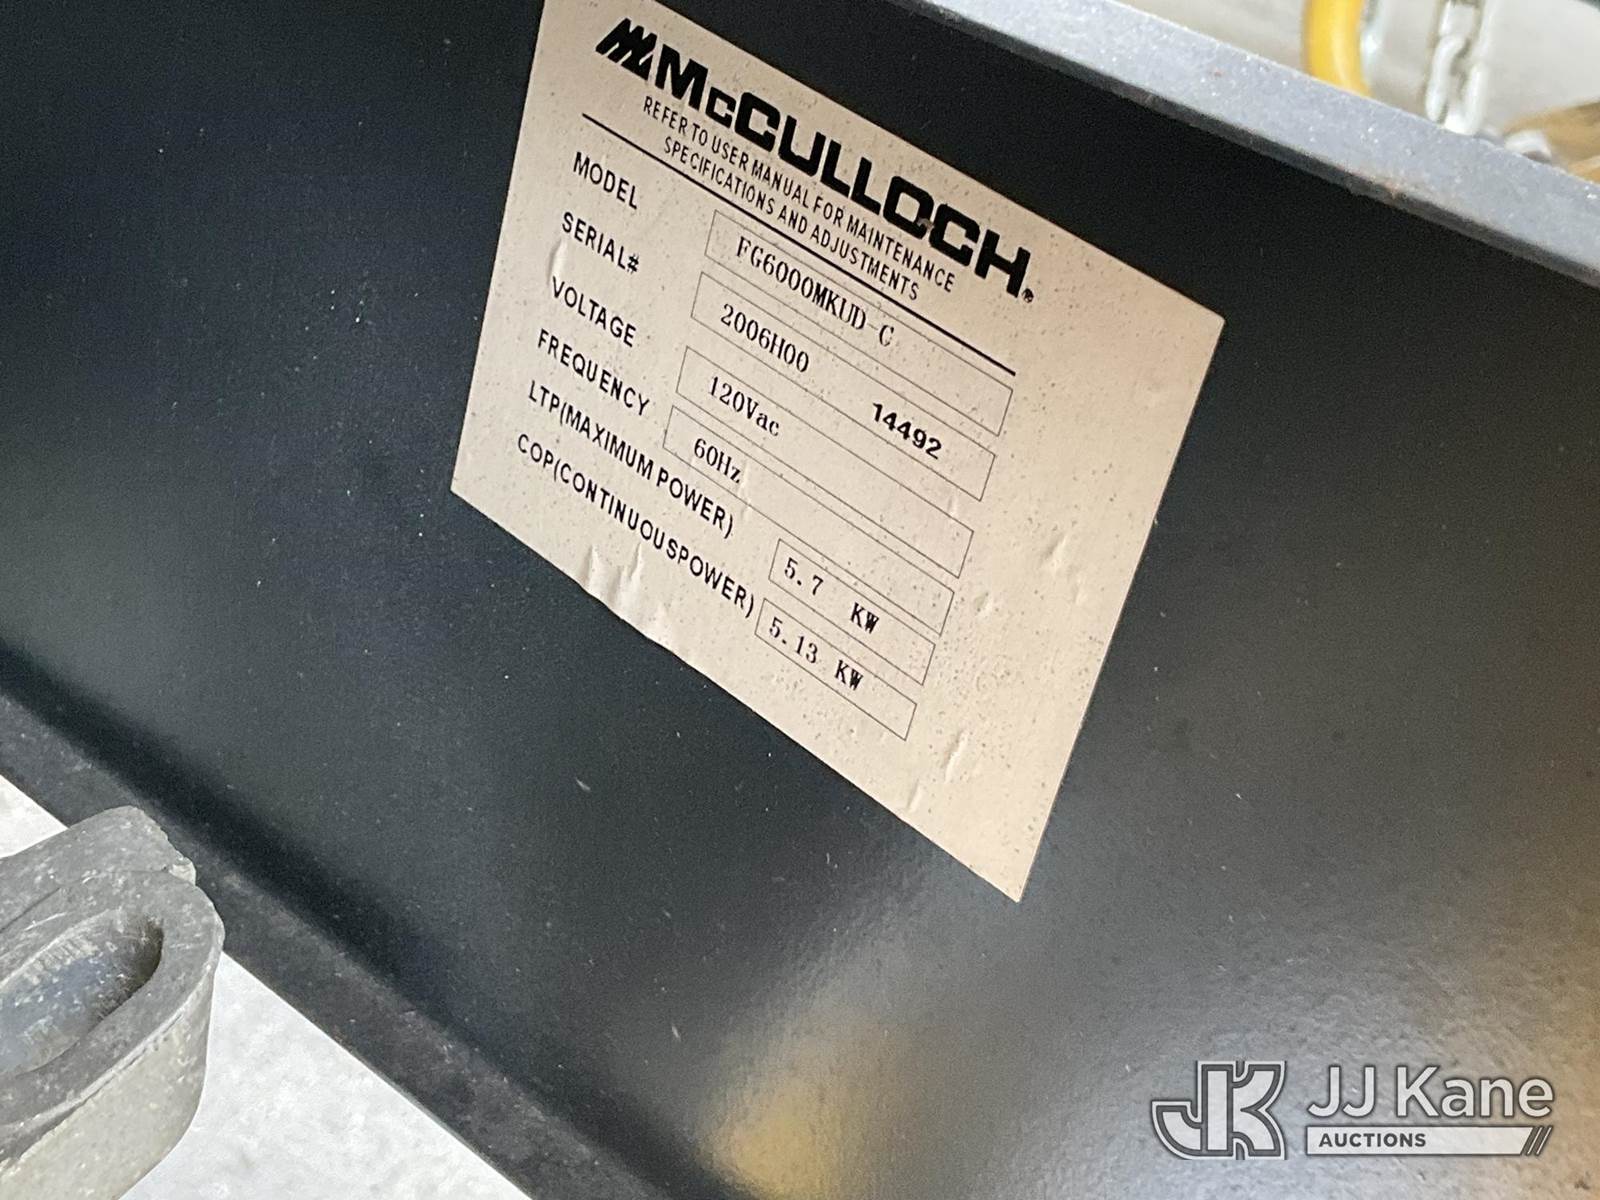 McCULLOCH®
REFER TO USER MANUAL FOR MAINTENANCE
SPECIFICATIONS AND ADJUSTMENTS
MODEL FG6000MKUD-C
SERIAL# 2006H00 14492
VOLTAGE 120Vac
FREQUENCY 60Hz
LTP(MAXIMUM POWER) 5.7 KW
COP(CONTINUOUSPOWER) 5.13 KW
JK JJ Kane
AUCTIONS